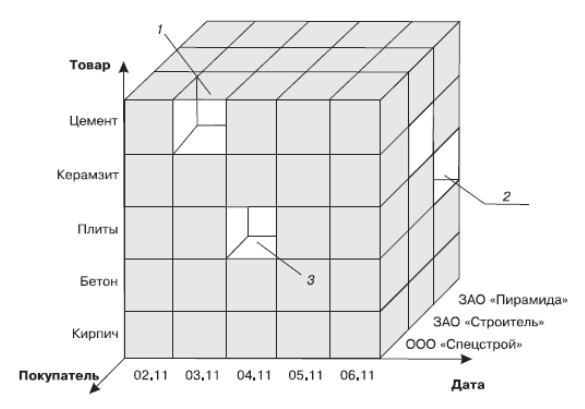 1
Товар
Цемент
Керамзит
2
Плиты
3
Бетон
ЗАО «Пирамида»
ЗАО «Строитель»
Кирпич
ООО «Спецстрой»
Покупатель
02.11 03.11 04.11 05.11 06.11
Дата